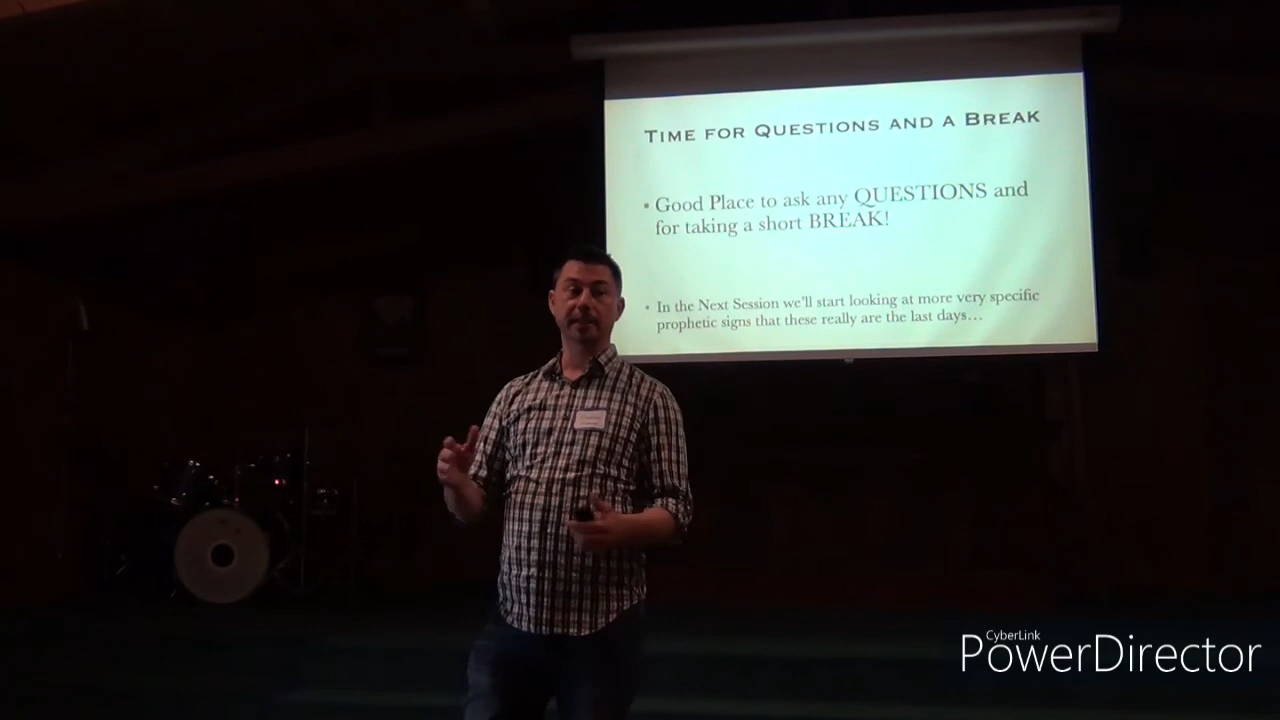 TIME FOR QUESTIONS AND A BREAK
• Good Place to ask any QUESTIONS and
for taking a short BREAK!
• In the Next Session we'll start looking at more very specific
prophetic signs that these really are the last days…
CyberLink
PowerDirector